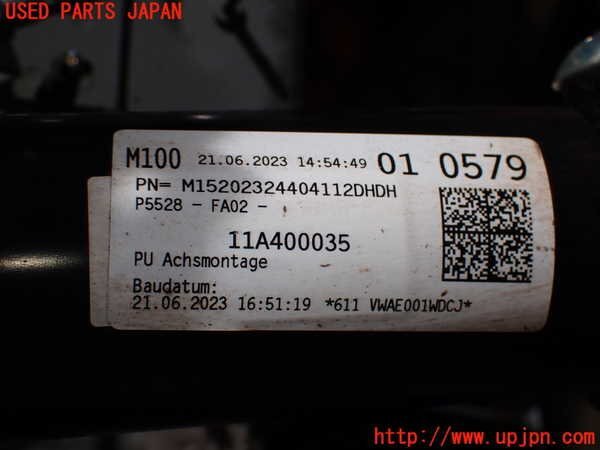 USED PARTS JAPAN
M100 21.06.2023 14:54:49 01 0579
PN= M15202324404112DHDH
P5528 - FA02 -
11A400035
PU Achsmontage
Baudatum:
21.06.2023 16:51:19 *611 VWAE001WDCJ*
http://www.upjpn.com/